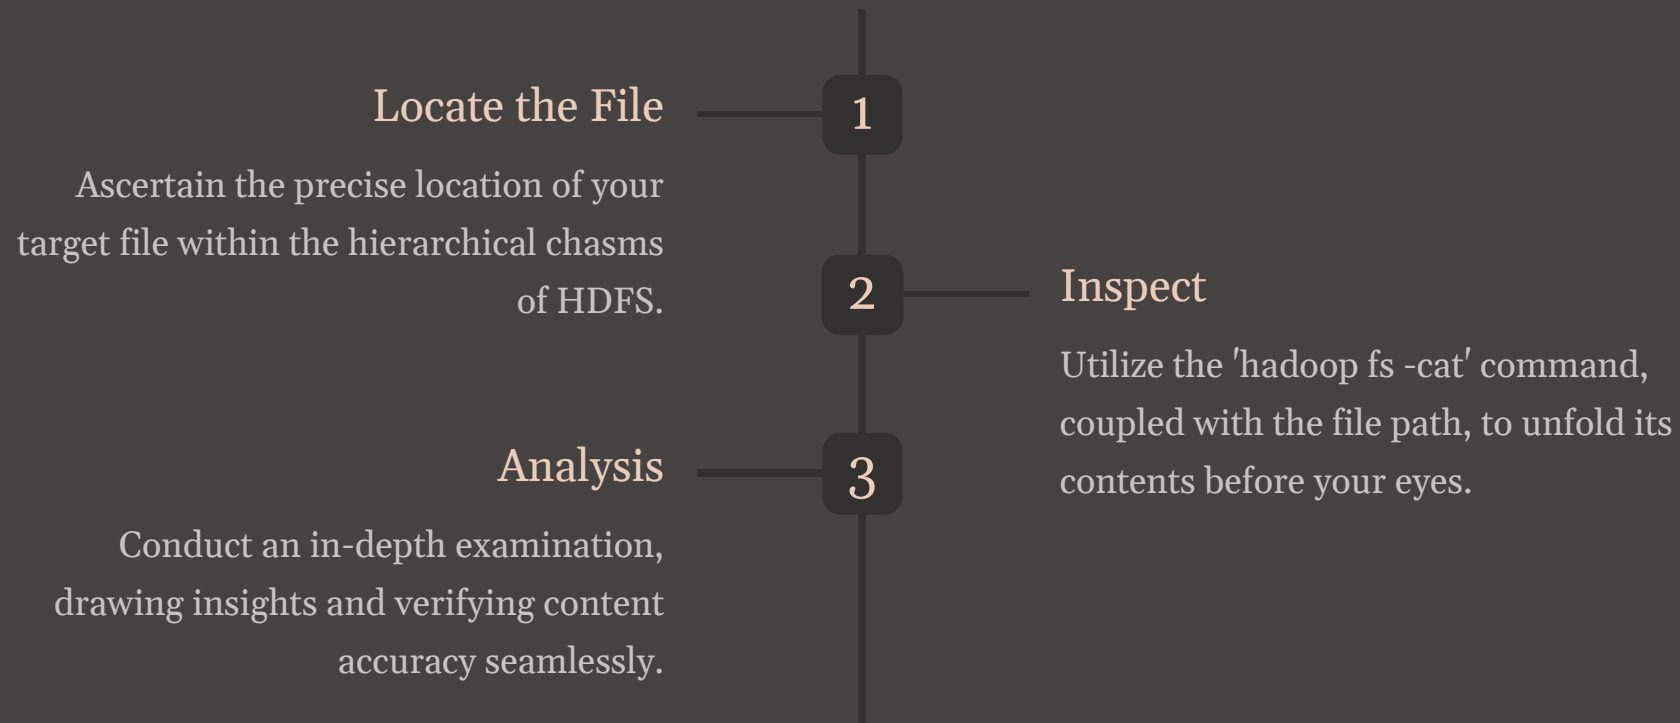 1
Locate the File
Ascertain the precise location of your
target file within the hierarchical chasms
of HDFS.
2
Inspect
Utilize the 'hadoop fs -cat' command,
coupled with the file path, to unfold its
contents before your eyes.
3
Analysis
Conduct an in-depth examination,
drawing insights and verifying content
accuracy seamlessly.